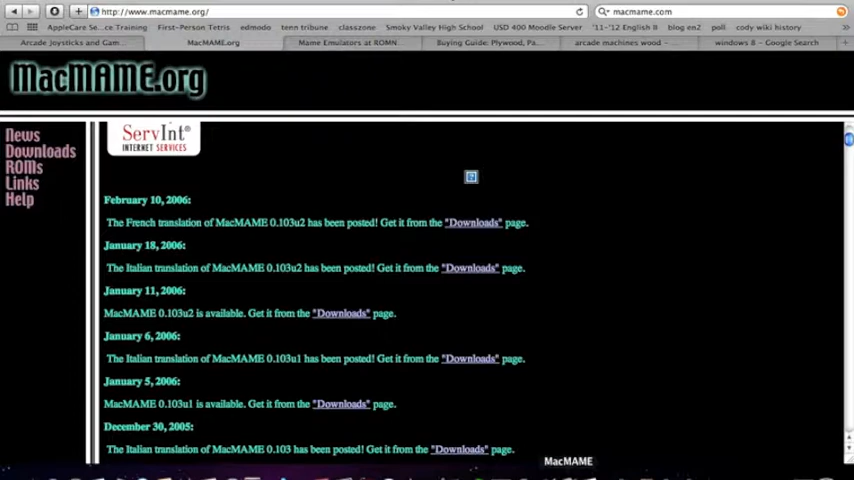 http://www.macmame.org/
macmame.com
AppleCare Se...ce Training First-Person Tetris edmodo tenn tribune classzone Smoky Valley High School USD 400 Moodle Server '11-'12 English II blog en2 poll cody wiki history
Arcade Joysticks and Gam... MacMAME.org Mame Emulators at ROMN... Buying Guide: Plywood, Pa... arcade machines wood - ... windows 8 - Google Search
MacMAME.org
News
Downloads
ROMs
Links
Help
ServInt®
INTERNET SERVICES
?
February 10, 2006:
The French translation of MacMAME 0.103u2 has been posted! Get it from the "Downloads" page.
January 18, 2006:
The Italian translation of MacMAME 0.103u2 has been posted! Get it from the "Downloads" page.
January 11, 2006:
MacMAME 0.103u2 is available. Get it from the "Downloads" page.
January 6, 2006:
The Italian translation of MacMAME 0.103u1 has been posted! Get it from the "Downloads" page.
January 5, 2006:
MacMAME 0.103u1 is available. Get it from the "Downloads" page.
December 30, 2005:
The Italian translation of MacMAME 0.103 has been posted! Get it from the "Downloads" page.
MacMAME